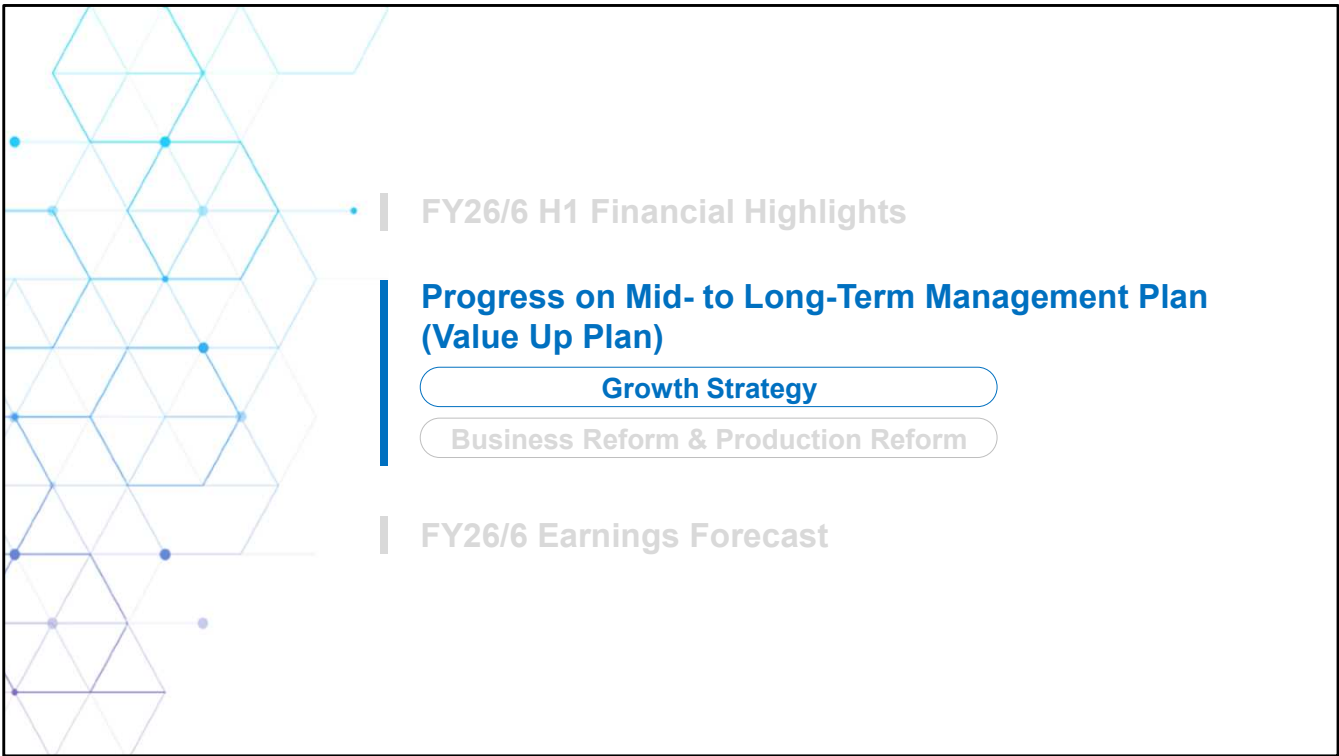 FY26/6 H1 Financial Highlights
Progress on Mid- to Long-Term Management Plan
(Value Up Plan)
Growth Strategy
Business Reform & Production Reform
FY26/6 Earnings Forecast